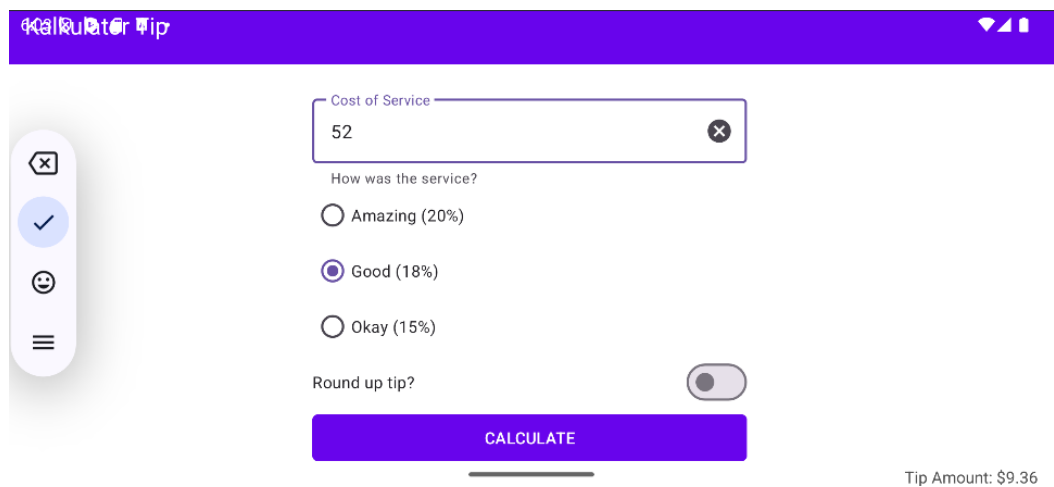 Kalkulator Tip
Cost of Service
52
How was the service?
Amazing (20%)
Good (18%)
Okay (15%)
Round up tip?
CALCULATE
Tip Amount: $9.36